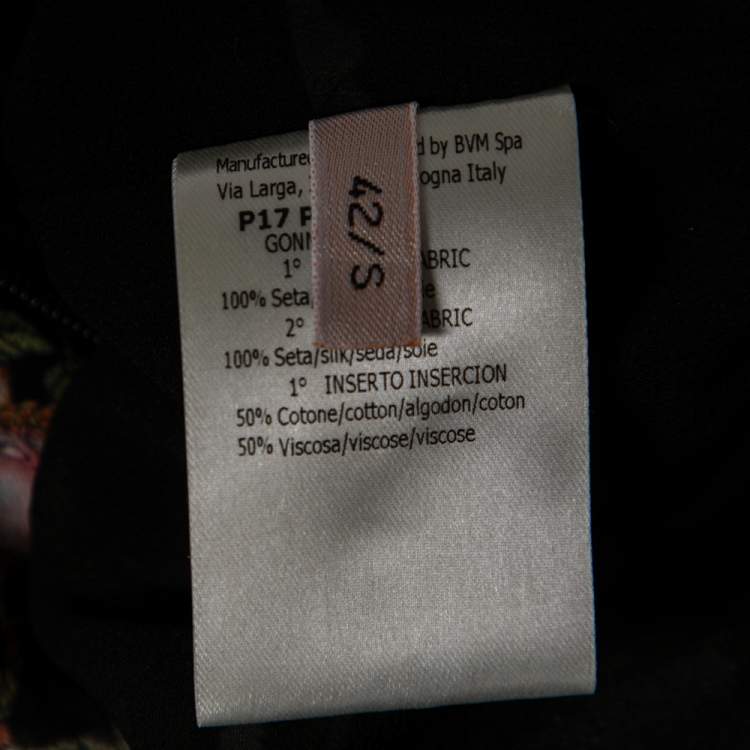 Manufacture d by BVM Spa
Via Larga, ogna Italy
P17 P
GONN
1° ABRIC
100% Seta,
2° ABRIC
100% Seta/silk/seda/soie
1° INSERTO INSERCION
50% Cotone/cotton/algodon/coton
50% Viscosa/viscose/viscose
42/S